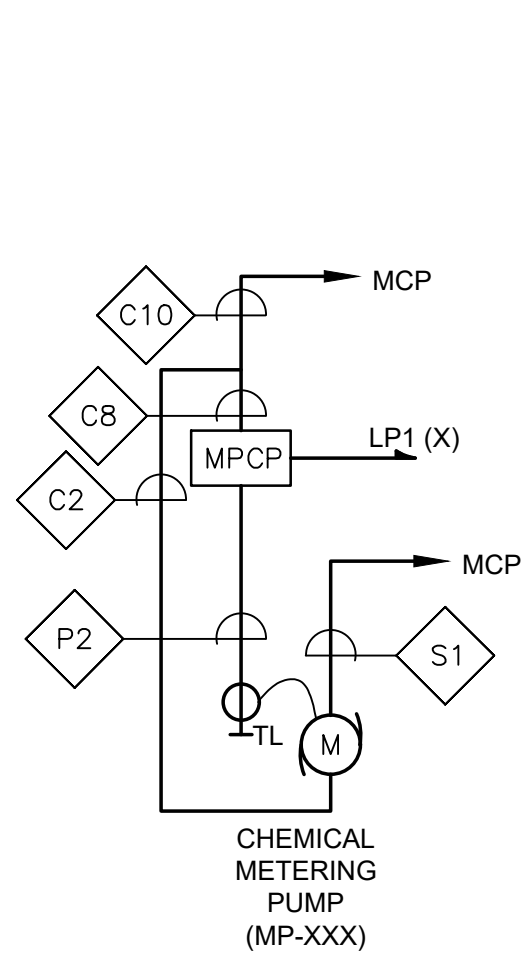 C10
MCP
C8
MPCP
LP1 (X)
C2
MCP
P2
S1
TL
M
CHEMICAL
METERING
PUMP
(MP-XXX)